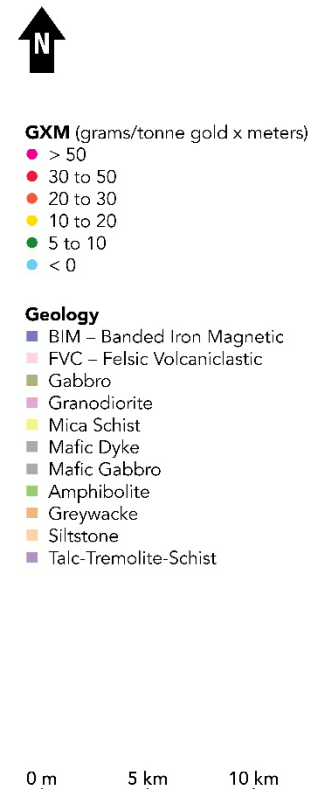 N
GXM (grams/tonne gold x meters)
> 50
30 to 50
20 to 30
10 to 20
5 to 10
< 0
Geology
BIM – Banded Iron Magnetic
FVC – Felsic Volcaniclastic
Gabbro
Granodiorite
Mica Schist
Mafic Dyke
Mafic Gabbro
Amphibolite
Greywacke
Siltstone
Talc-Tremolite-Schist
0 m 5 km 10 km